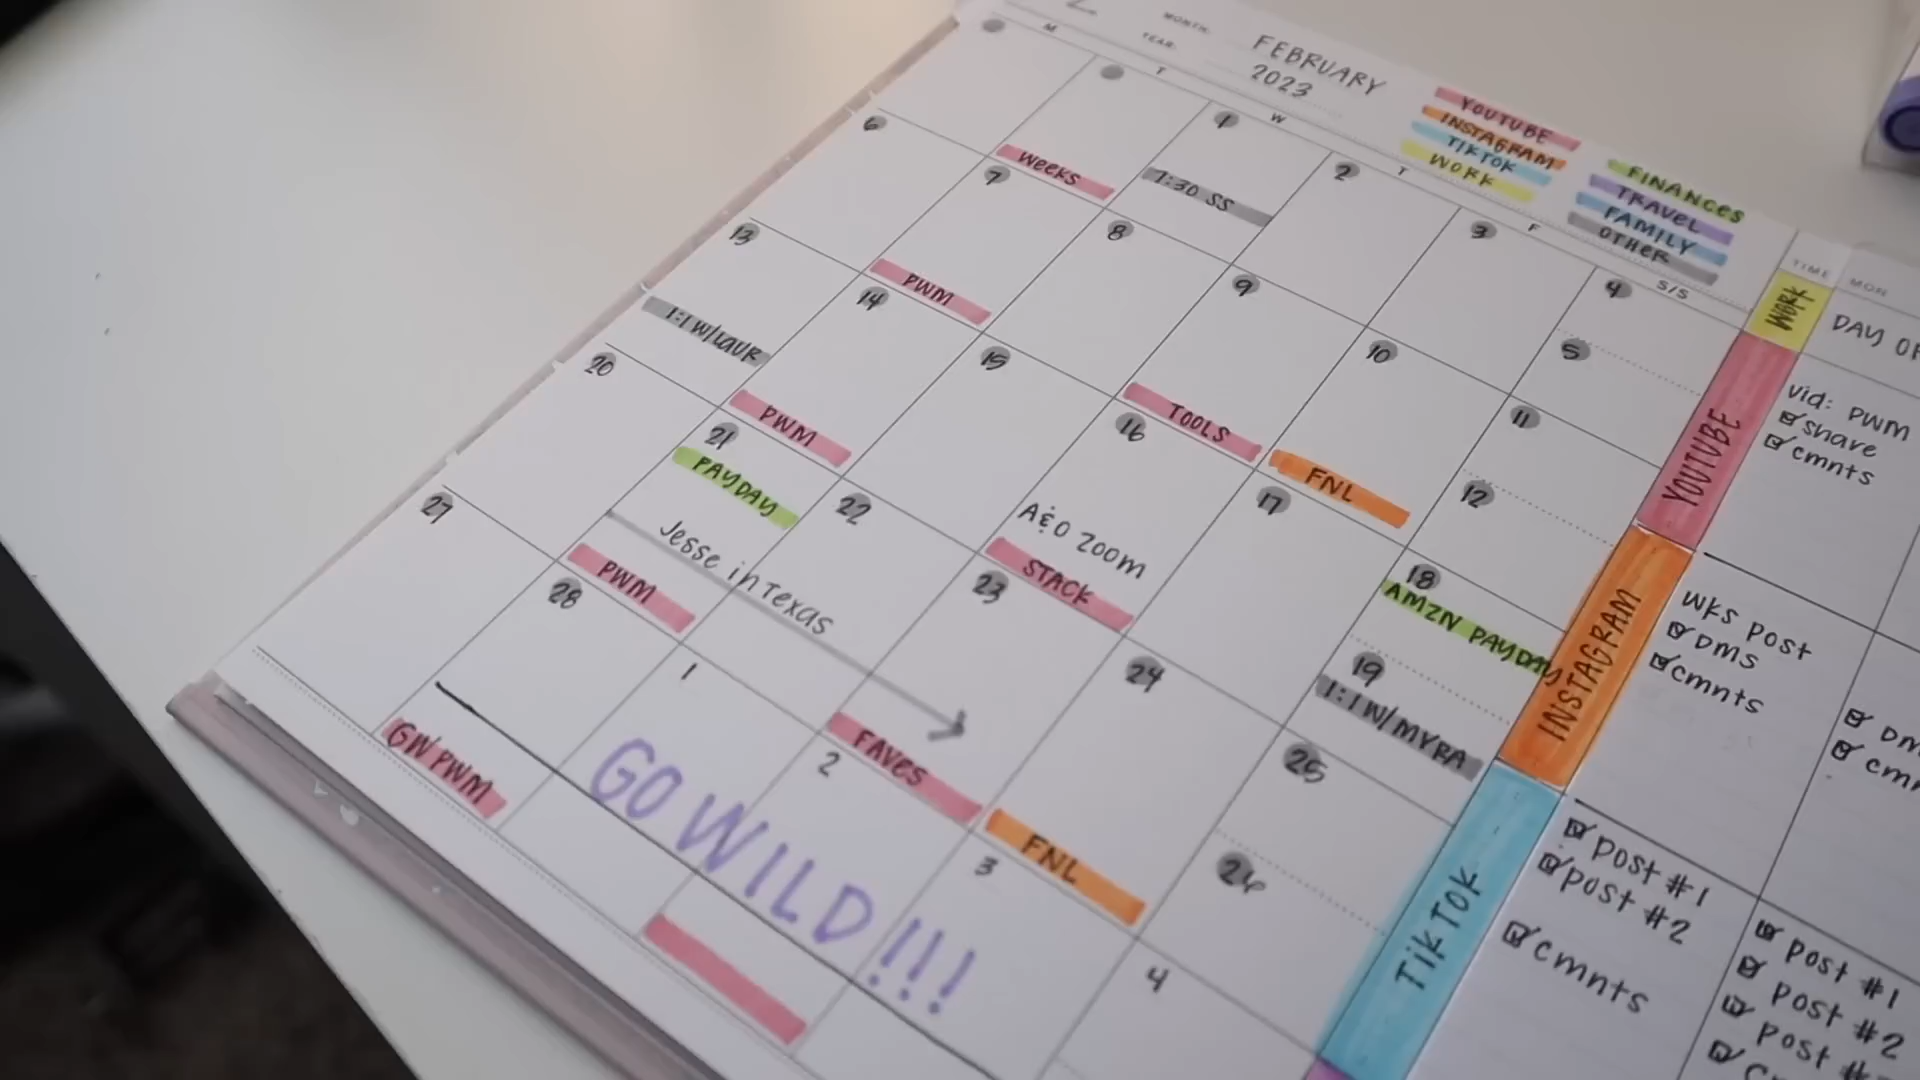 MONTH:
FEBRUARY
YEAR:
2023
YOUTUBE
INSTAGRAM
TIKTOK
WORK
FINANCES
TRAVEL
FAMILY
OTHER
M
T
W
T
F
S/S
1
2
3
4
5
weeks
1:30 SS
6
7
8
9
10
11
12
PWM
TOOLS
FNL
13
14
15
16
17
18
AMZN PAYDAY
19
1:1 W/LAUR
PWM
A&O ZOOM
STACK
1:1 W/MYRA
20
21
PAYDAY
22
23
24
25
26
Jesse in Texas
PWM
FAVES
FNL
27
28
1
2
3
4
GW PWM
GO WILD!!!
TIME
MON
WORK
DAY OF
YOUTUBE
vid: PWM
share
cmnts
INSTAGRAM
wks post
DMS
cmnts
cmn
TIKTOK
post #1
post #2
cmnts
post #1
post #2
post #